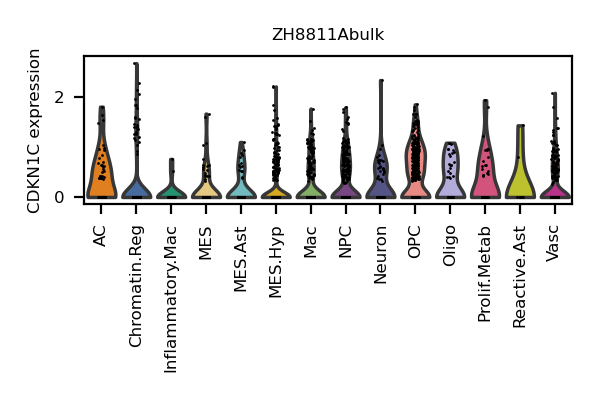 ZH8811Abulk
CDKN1C expression
2
0
AC
Chromatin.Reg
Inflammatory.Mac
MES
MES.Ast
MES.Hyp
Mac
NPC
Neuron
OPC
Oligo
Prolif.Metab
Reactive.Ast
Vasc